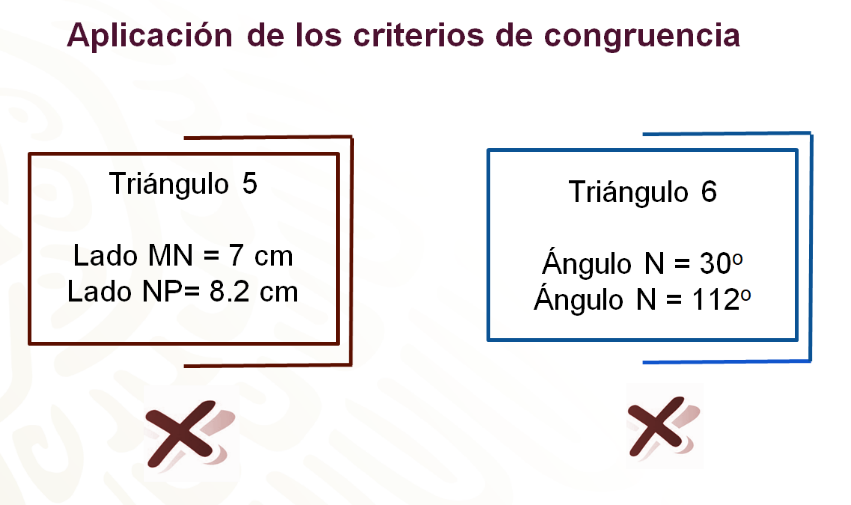 Aplicación de los criterios de congruencia
Triángulo 5
Lado MN = 7 cm
Lado NP= 8.2 cm
Triángulo 6
Ángulo N = 30º
Ángulo N = 112º